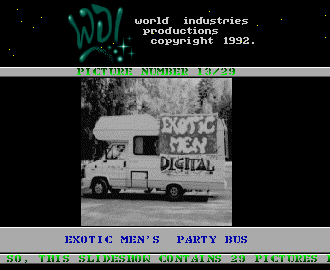 WD!
world industries
productions
copyright 1992.
PICTURE NUMBER 13/29
EXOTIC
MEN
DIGITAL
EXOTIC MEN'S PARTY BUS
SO, THIS SLIDESHOW CONTAINS 29 PICTURES